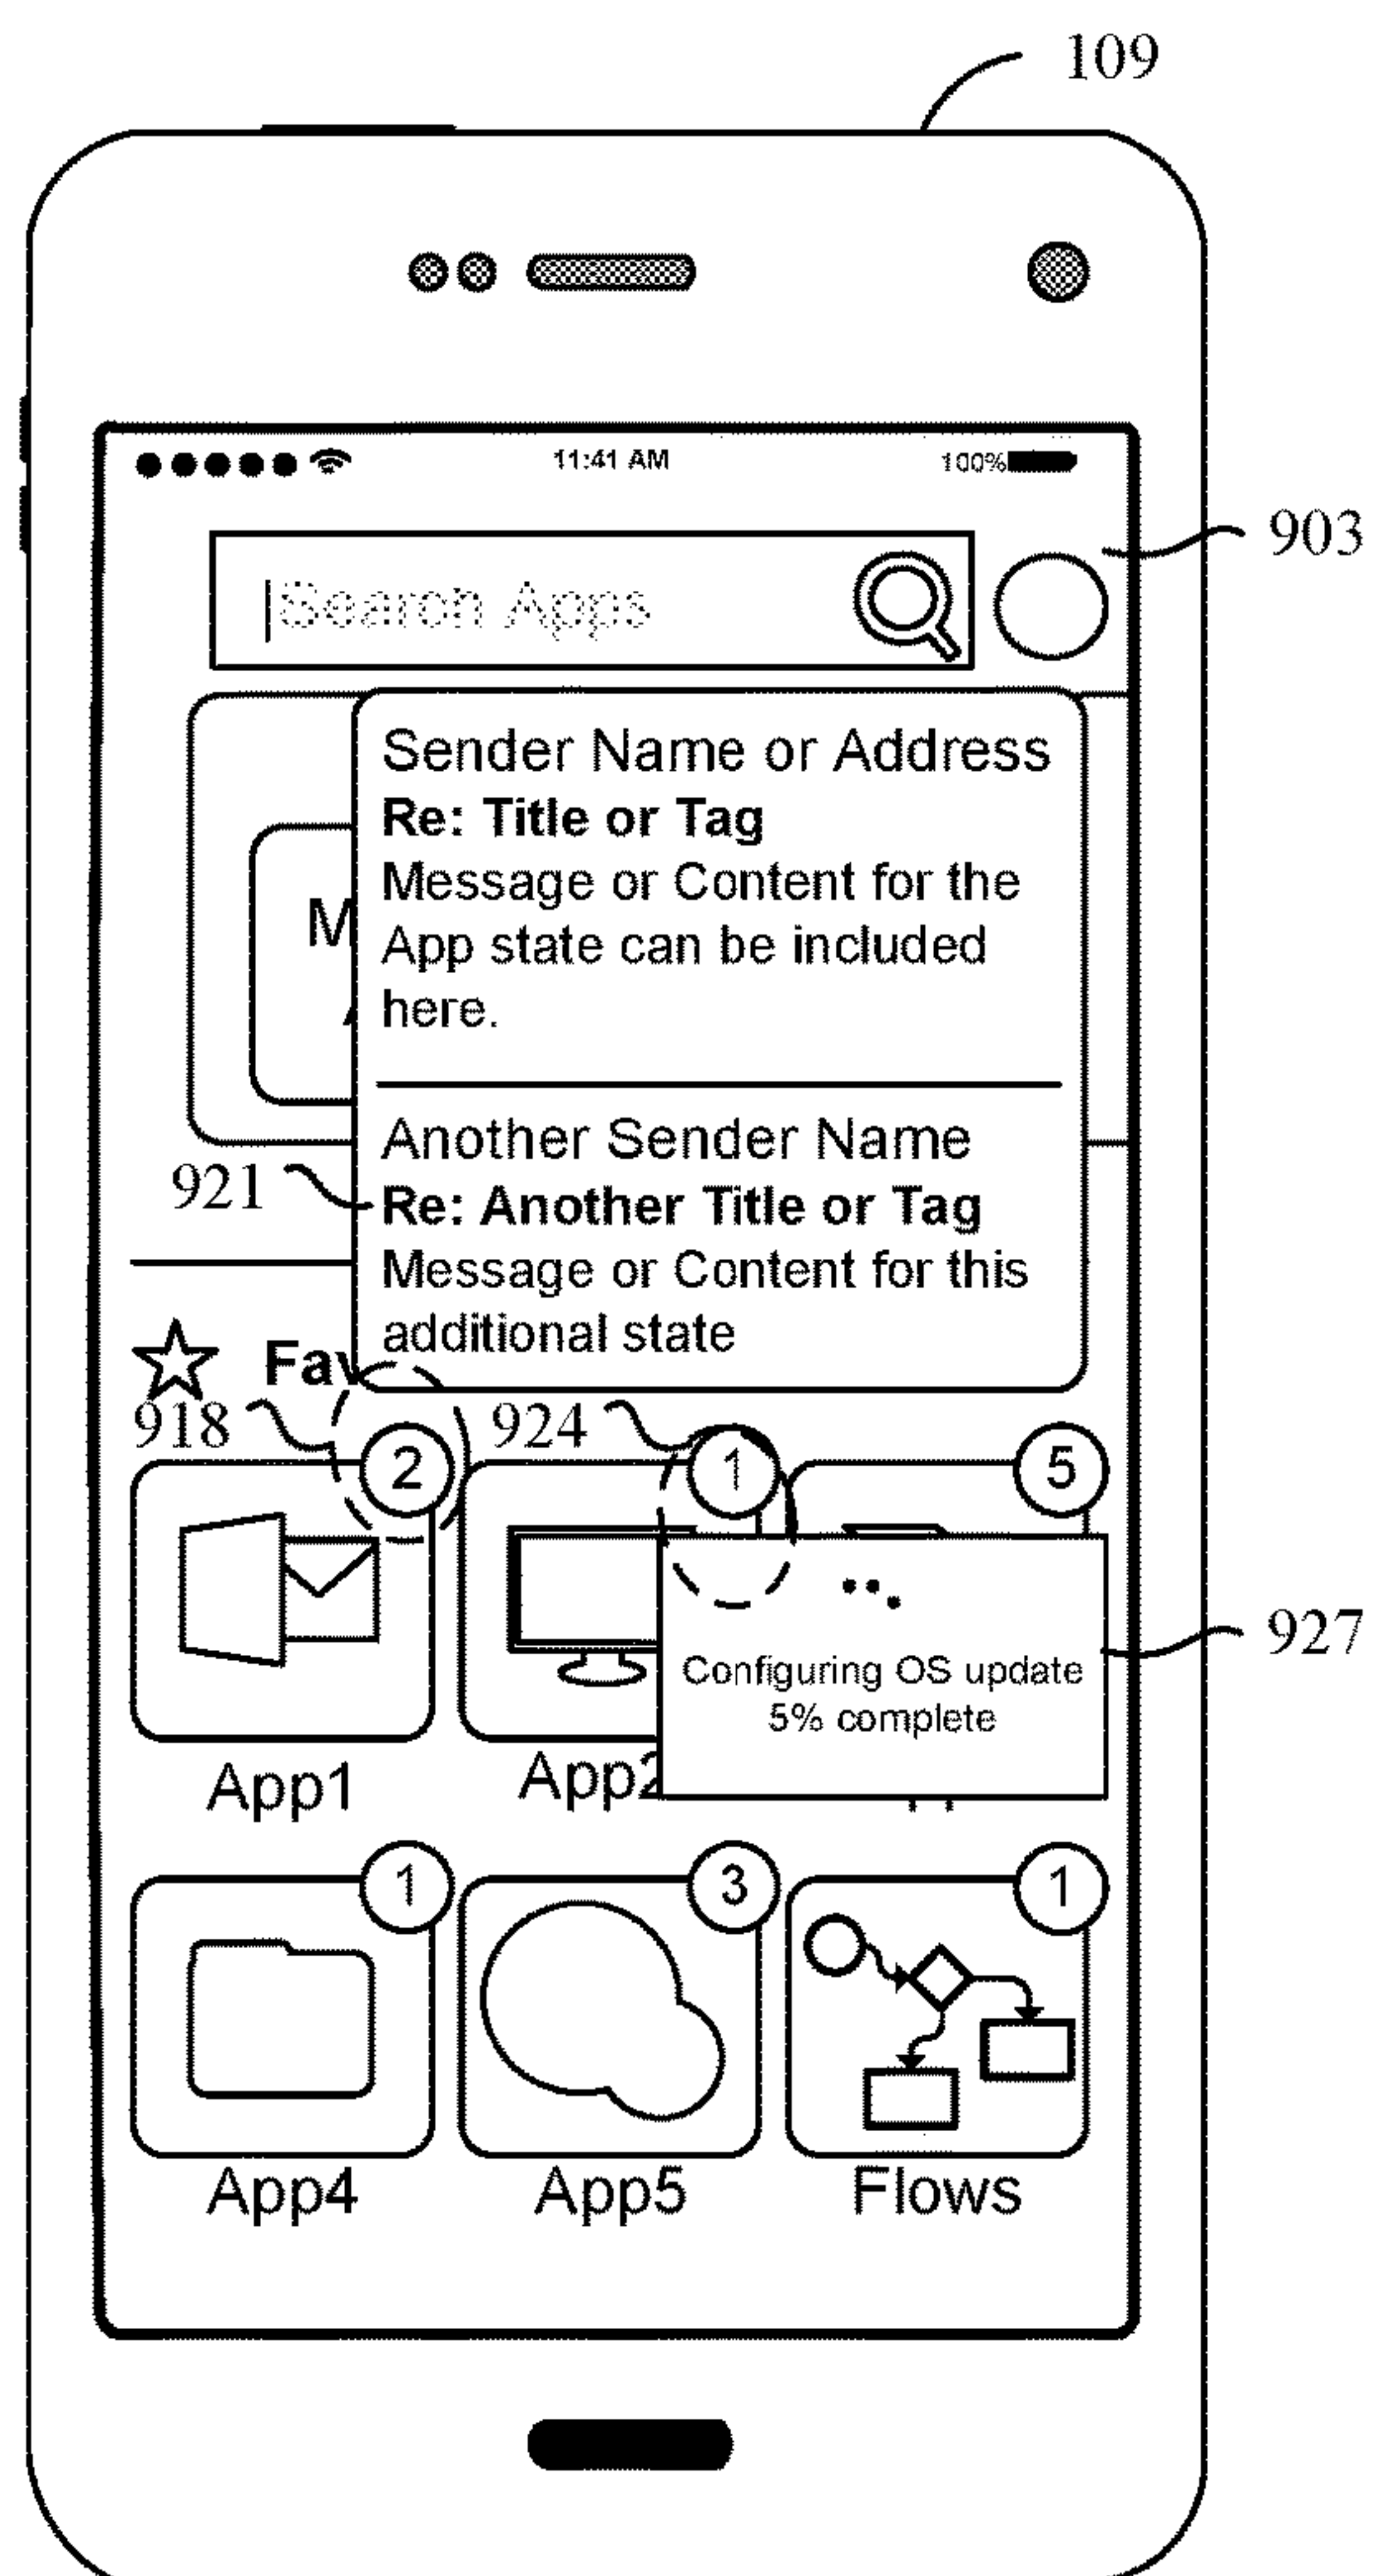 109
11:41 AM 100%
903
Search Apps
Sender Name or Address
Re: Title or Tag
Message or Content for the
App state can be included
here.
M
Another Sender Name
921
Re: Another Title or Tag
Message or Content for this
additional state
Fav
918 924
2 1 5
Configuring OS update
5% complete
927
App1 App2
1 3 1
App4 App5 Flows